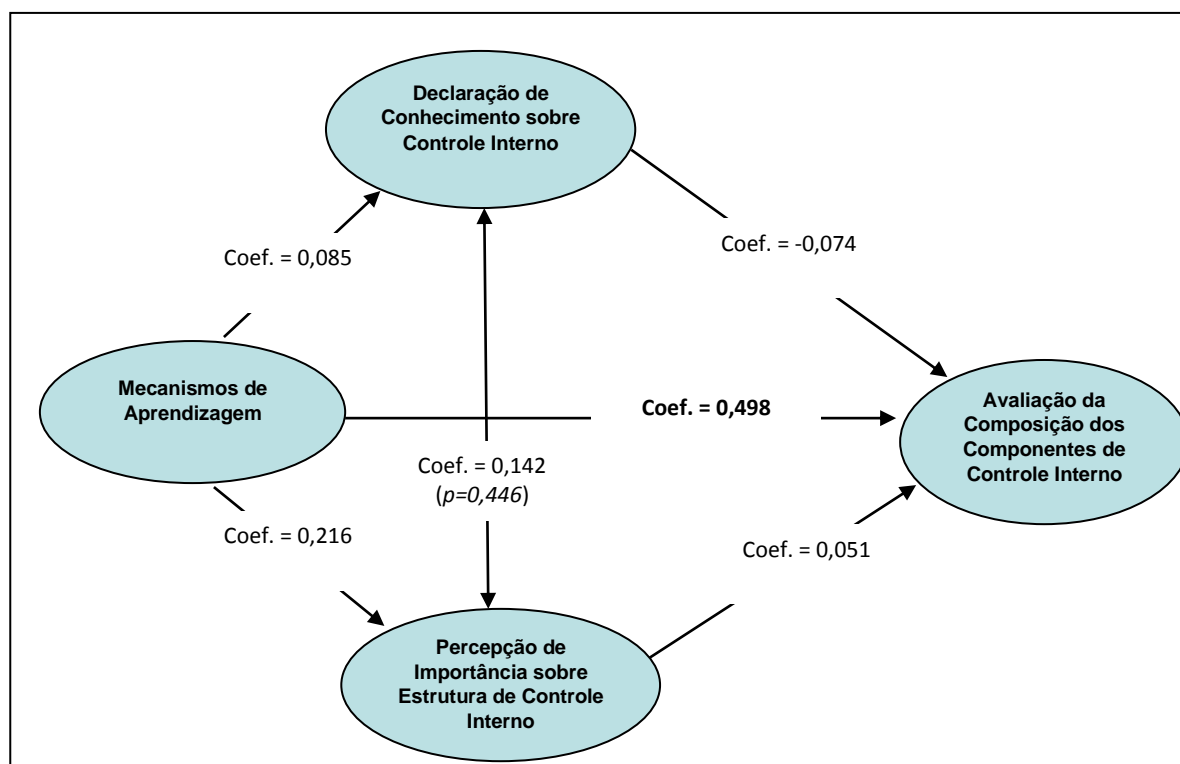 Declaração de
Conhecimento sobre
Controle Interno
Coef. = 0,085
Coef. = -0,074
Mecanismos de
Aprendizagem
Coef. = 0,498
Avaliação da
Composição dos
Componentes de
Controle Interno
Coef. = 0,142
(p=0,446)
Coef. = 0,216
Coef. = 0,051
Percepção de
Importância sobre
Estrutura de Controle
Interno